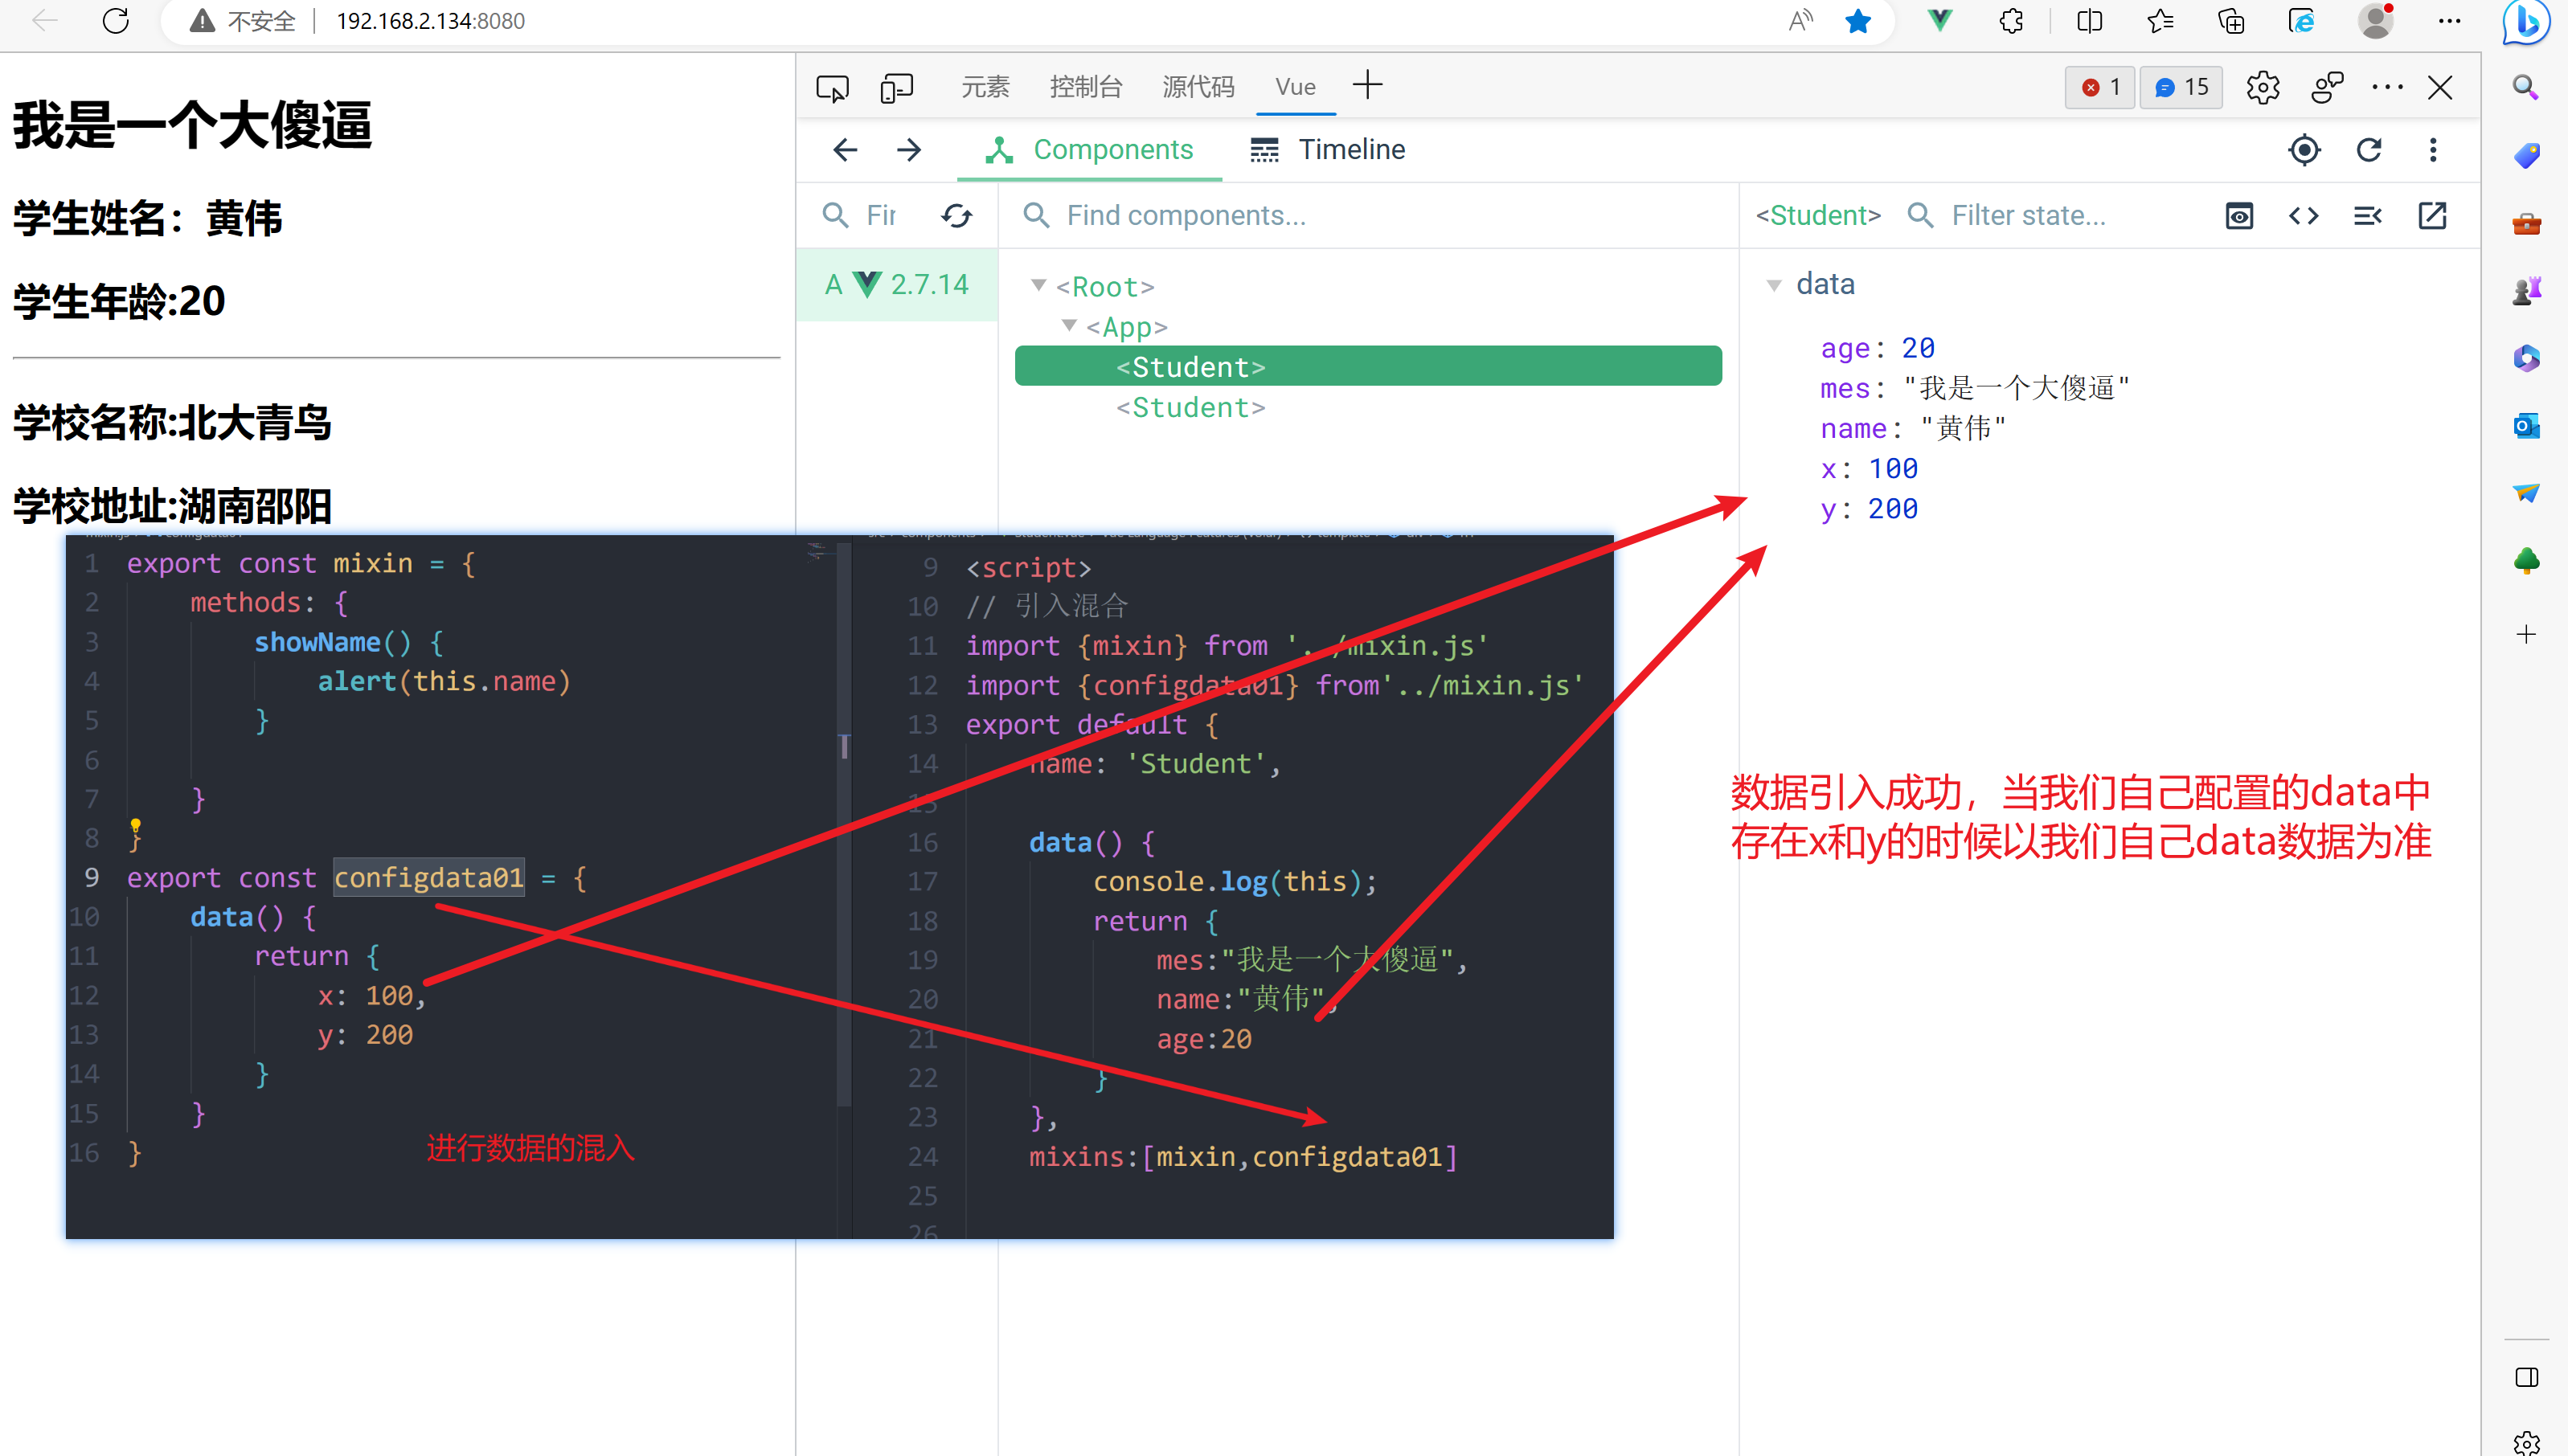 不安全 192.168.2.134:8080
我是一个大傻逼
学生姓名：黄伟
学生年龄:20
学校名称:北大青鸟
学校地址:湖南邵阳
元素 控制台 源代码 Vue
1 15
Components Timeline
Fir
Find components...
<Student> Filter state...
A 2.7.14
<Root>
<App>
<Student>
<Student>
data
age: 20
mes: "我是一个大傻逼"
name: "黄伟"
x: 100
y: 200
1 export const mixin = {
2 methods: {
3 showName() {
4 alert(this.name)
5 }
6
7 }
8 }
9 export const configdata01 = {
10 data() {
11 return {
12 x: 100,
13 y: 200
14 }
15 }
16 }
进行数据的混入
9 <script>
10 // 引入混合
11 import {mixin} from '../mixin.js'
12 import {configdata01} from'../mixin.js'
13 export default {
14 name: 'Student',
15
16 data() {
17 console.log(this);
18 return {
19 mes:"我是一个大傻逼",
20 name:"黄伟",
21 age:20
22 }
23 },
24 mixins:[mixin,configdata01]
25
26
数据引入成功，当我们自己配置的data中
存在x和y的时候以我们自己data数据为准